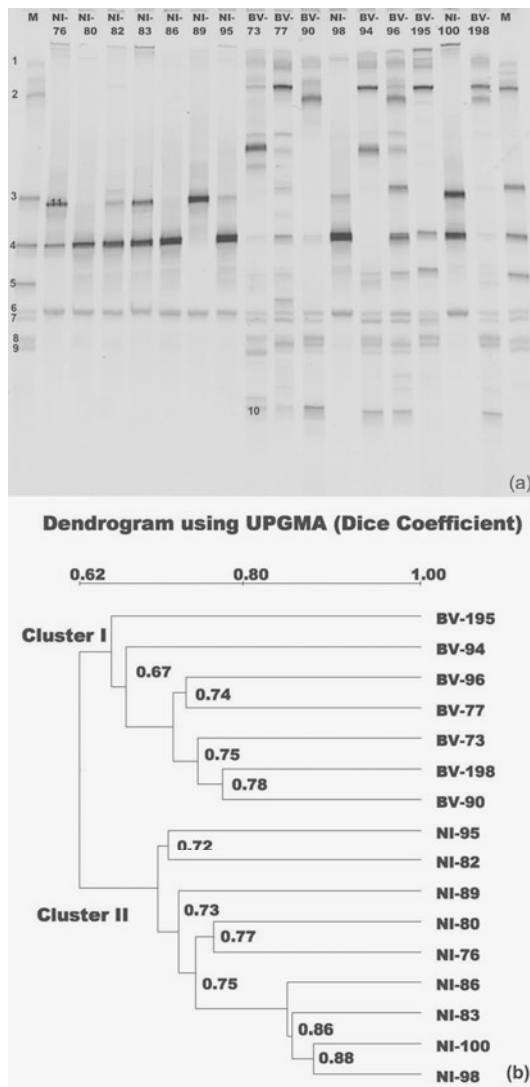 M NI- NI- NI- NI- NI- NI- NI- BV- BV- BV- NI- BV- BV- BV- NI- M BV-
76 80 82 83 86 89 95 73 77 90 98 94 96 195 100 198
1
2
3
11
4
5
6
7
8
9
10
(a)
Dendrogram using UPGMA (Dice Coefficient)
0.62 0.80 1.00
BV-195
Cluster I
BV-94
0.67
BV-96
0.74
BV-77
BV-73
0.75
BV-198
0.78
BV-90
NI-95
0.72
NI-82
NI-89
Cluster II
0.73
NI-80
0.77
NI-76
0.75
NI-86
NI-83
0.86
NI-100
0.88
(b)
NI-98